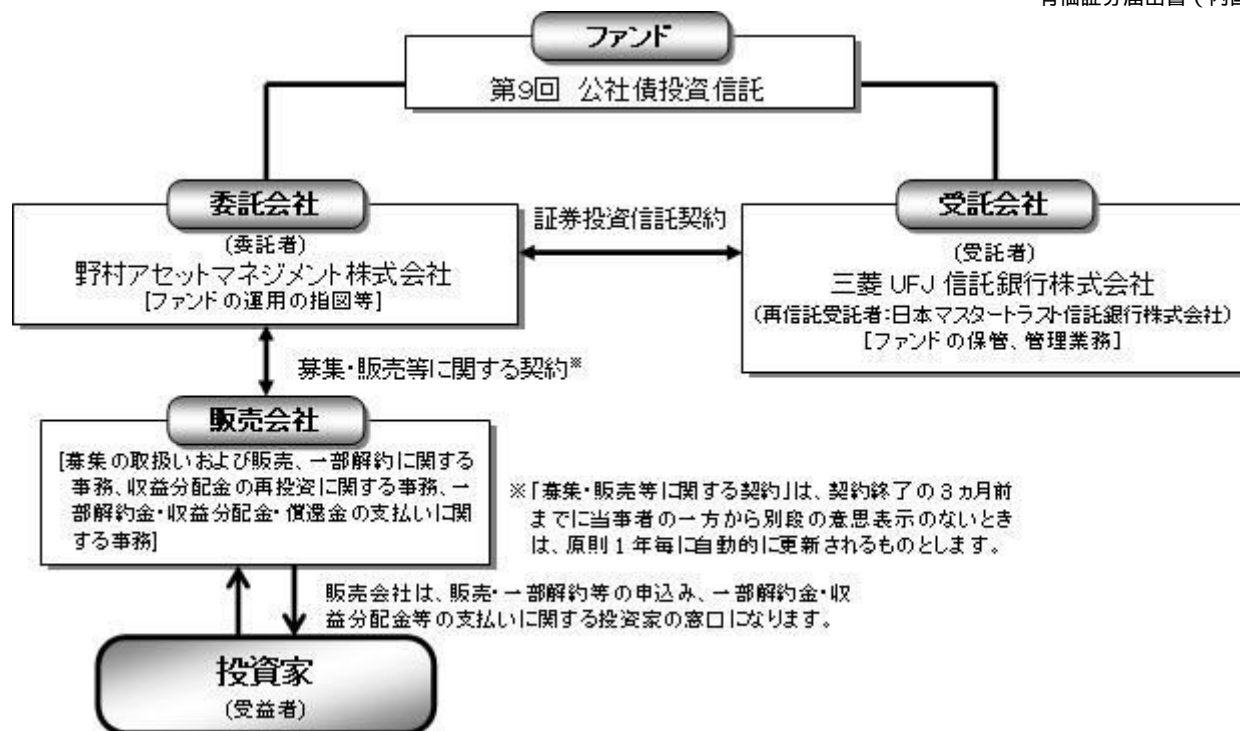 ファンド
第9回 公社債投資信託
委託会社
(委託者)
野村アセットマネジメント株式会社
[ファンドの運用の指図等]
証券投資信託契約
受託会社
(受託者)
三菱 UFJ 信託銀行株式会社
(再信託受託者:日本マスタートラスト信託銀行株式会社)
[ファンドの保管、管理業務]
募集・販売等に関する契約※
販売会社
[募集の取扱いおよび販売、一部解約に関する
事務、収益分配金の再投資に関する事務、一
部解約金・収益分配金・償還金の支払いに関
する事務]
※「募集・販売等に関する契約」は、契約終了の3ヵ月前
までに当事者の一方から別段の意思表示のないとき
は、原則1年毎に自動的に更新されるものとします。
販売会社は、販売・一部解約等の申込み、一部解約金・収
益分配金等の支払いに関する投資家の窓口になります。
投資家
(受益者)